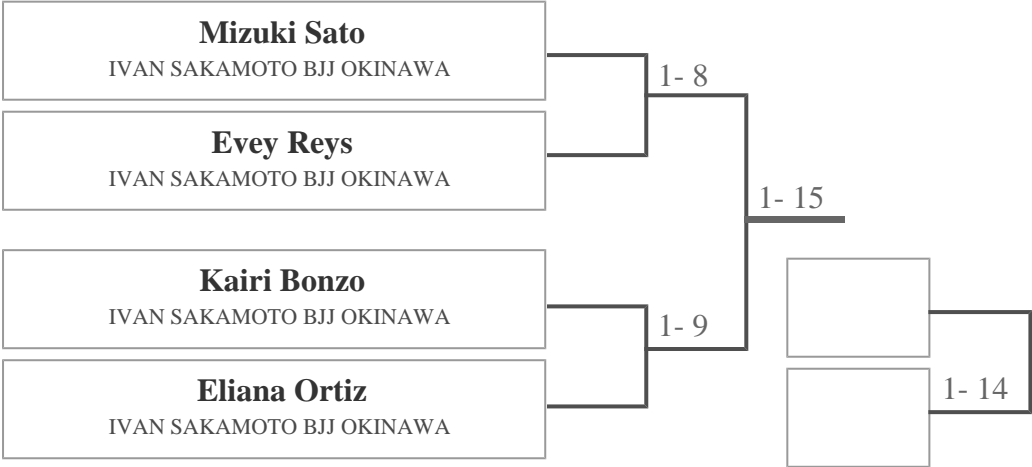 Mizuki Sato
IVAN SAKAMOTO BJJ OKINAWA
1- 8
Evey Reys
IVAN SAKAMOTO BJJ OKINAWA
1- 15
Kairi Bonzo
IVAN SAKAMOTO BJJ OKINAWA
1- 9
Eliana Ortiz
IVAN SAKAMOTO BJJ OKINAWA
1- 14